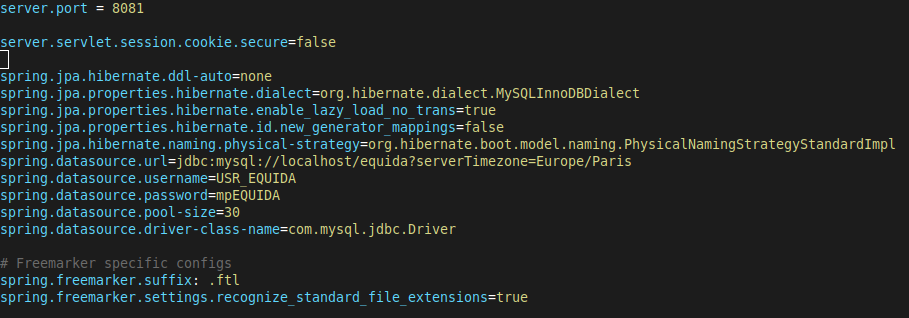 server.port = 8081
server.servlet.session.cookie.secure=false
spring.jpa.hibernate.ddl-auto=none
spring.jpa.properties.hibernate.dialect=org.hibernate.dialect.MySQLInnoDBDialect
spring.jpa.properties.hibernate.enable_lazy_load_no_trans=true
spring.jpa.properties.hibernate.id.new_generator_mappings=false
spring.jpa.hibernate.naming.physical-strategy=org.hibernate.boot.model.naming.PhysicalNamingStrategyStandardImpl
spring.datasource.url=jdbc:mysql://localhost/equida?serverTimezone=Europe/Paris
spring.datasource.username=USR_EQUIDA
spring.datasource.password=mpEQUIDA
spring.datasource.pool-size=30
spring.datasource.driver-class-name=com.mysql.jdbc.Driver
# Freemarker specific configs
spring.freemarker.suffix: .ftl
spring.freemarker.settings.recognize_standard_file_extensions=true